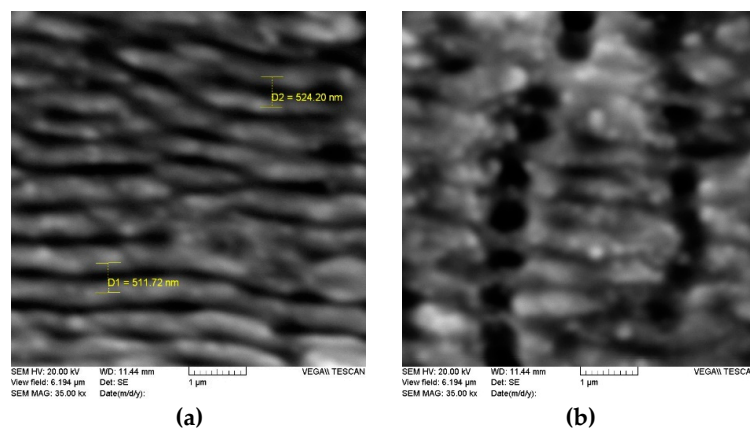 D2 = 524.20 nm
D1 = 511.72 nm
SEM HV: 20.00 kV WD: 11.44 mm VEGA\\ TESCAN
View field: 6.194 µm Det: SE 1 µm
SEM MAG: 35.00 kx Date(m/d/y):
(a)
SEM HV: 20.00 kV WD: 11.44 mm VEGA\\ TESCA
View field: 6.194 µm Det: SE 1 µm
SEM MAG: 35.00 kx Date(m/d/y):
(b)